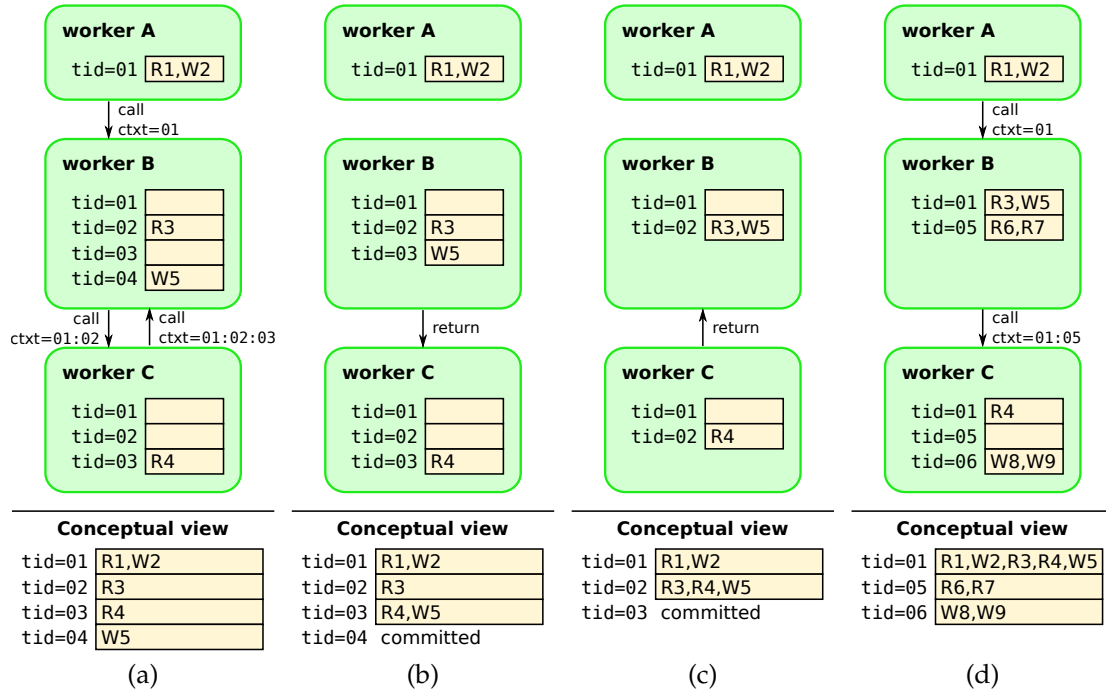 worker A
tid=01 R1,W2
call
ctxt=01
worker B
tid=01
tid=02 R3
tid=03
tid=04 W5
call
ctxt=01:02
call
ctxt=01:02:03
worker C
tid=01
tid=02
tid=03 R4
Conceptual view
tid=01 R1,W2
tid=02 R3
tid=03 R4
tid=04 W5
(a)
worker A
tid=01 R1,W2
worker B
tid=01
tid=02 R3
tid=03 W5
return
worker C
tid=01
tid=02
tid=03 R4
Conceptual view
tid=01 R1,W2
tid=02 R3
tid=03 R4,W5
tid=04 committed
(b)
worker A
tid=01 R1,W2
worker B
tid=01
tid=02 R3,W5
return
worker C
tid=01
tid=02 R4
Conceptual view
tid=01 R1,W2
tid=02 R3,R4,W5
tid=03 committed
(c)
worker A
tid=01 R1,W2
call
ctxt=01
worker B
tid=01 R3,W5
tid=05 R6,R7
call
ctxt=01:05
worker C
tid=01 R4
tid=05
tid=06 W8,W9
Conceptual view
tid=01 R1,W2,R3,R4,W5
tid=05 R6,R7
tid=06 W8,W9
(d)